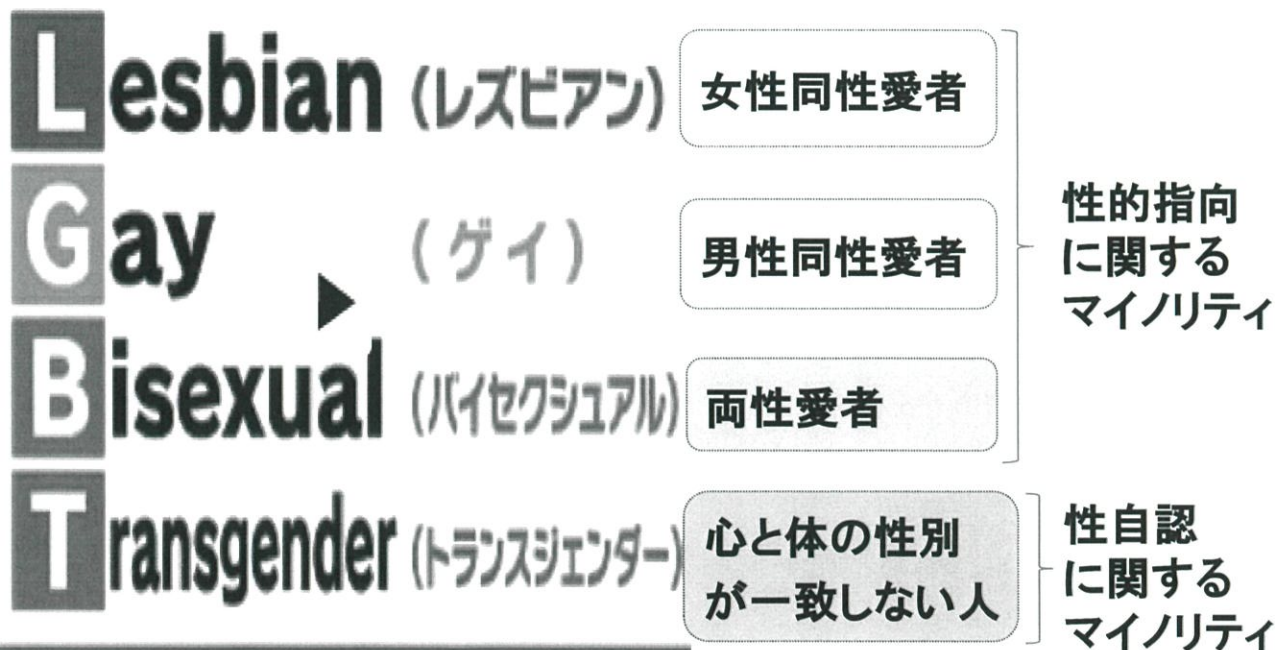 Lesbian (レズビアン) 女性同性愛者
Gay (ゲイ) 男性同性愛者
Bisexual (バイセクシュアル) 両性愛者
性的指向
に関する
マイノリティ
Transgender (トランスジェンダー)
心と体の性別
が一致しない人
性自認
に関する
マイノリティ